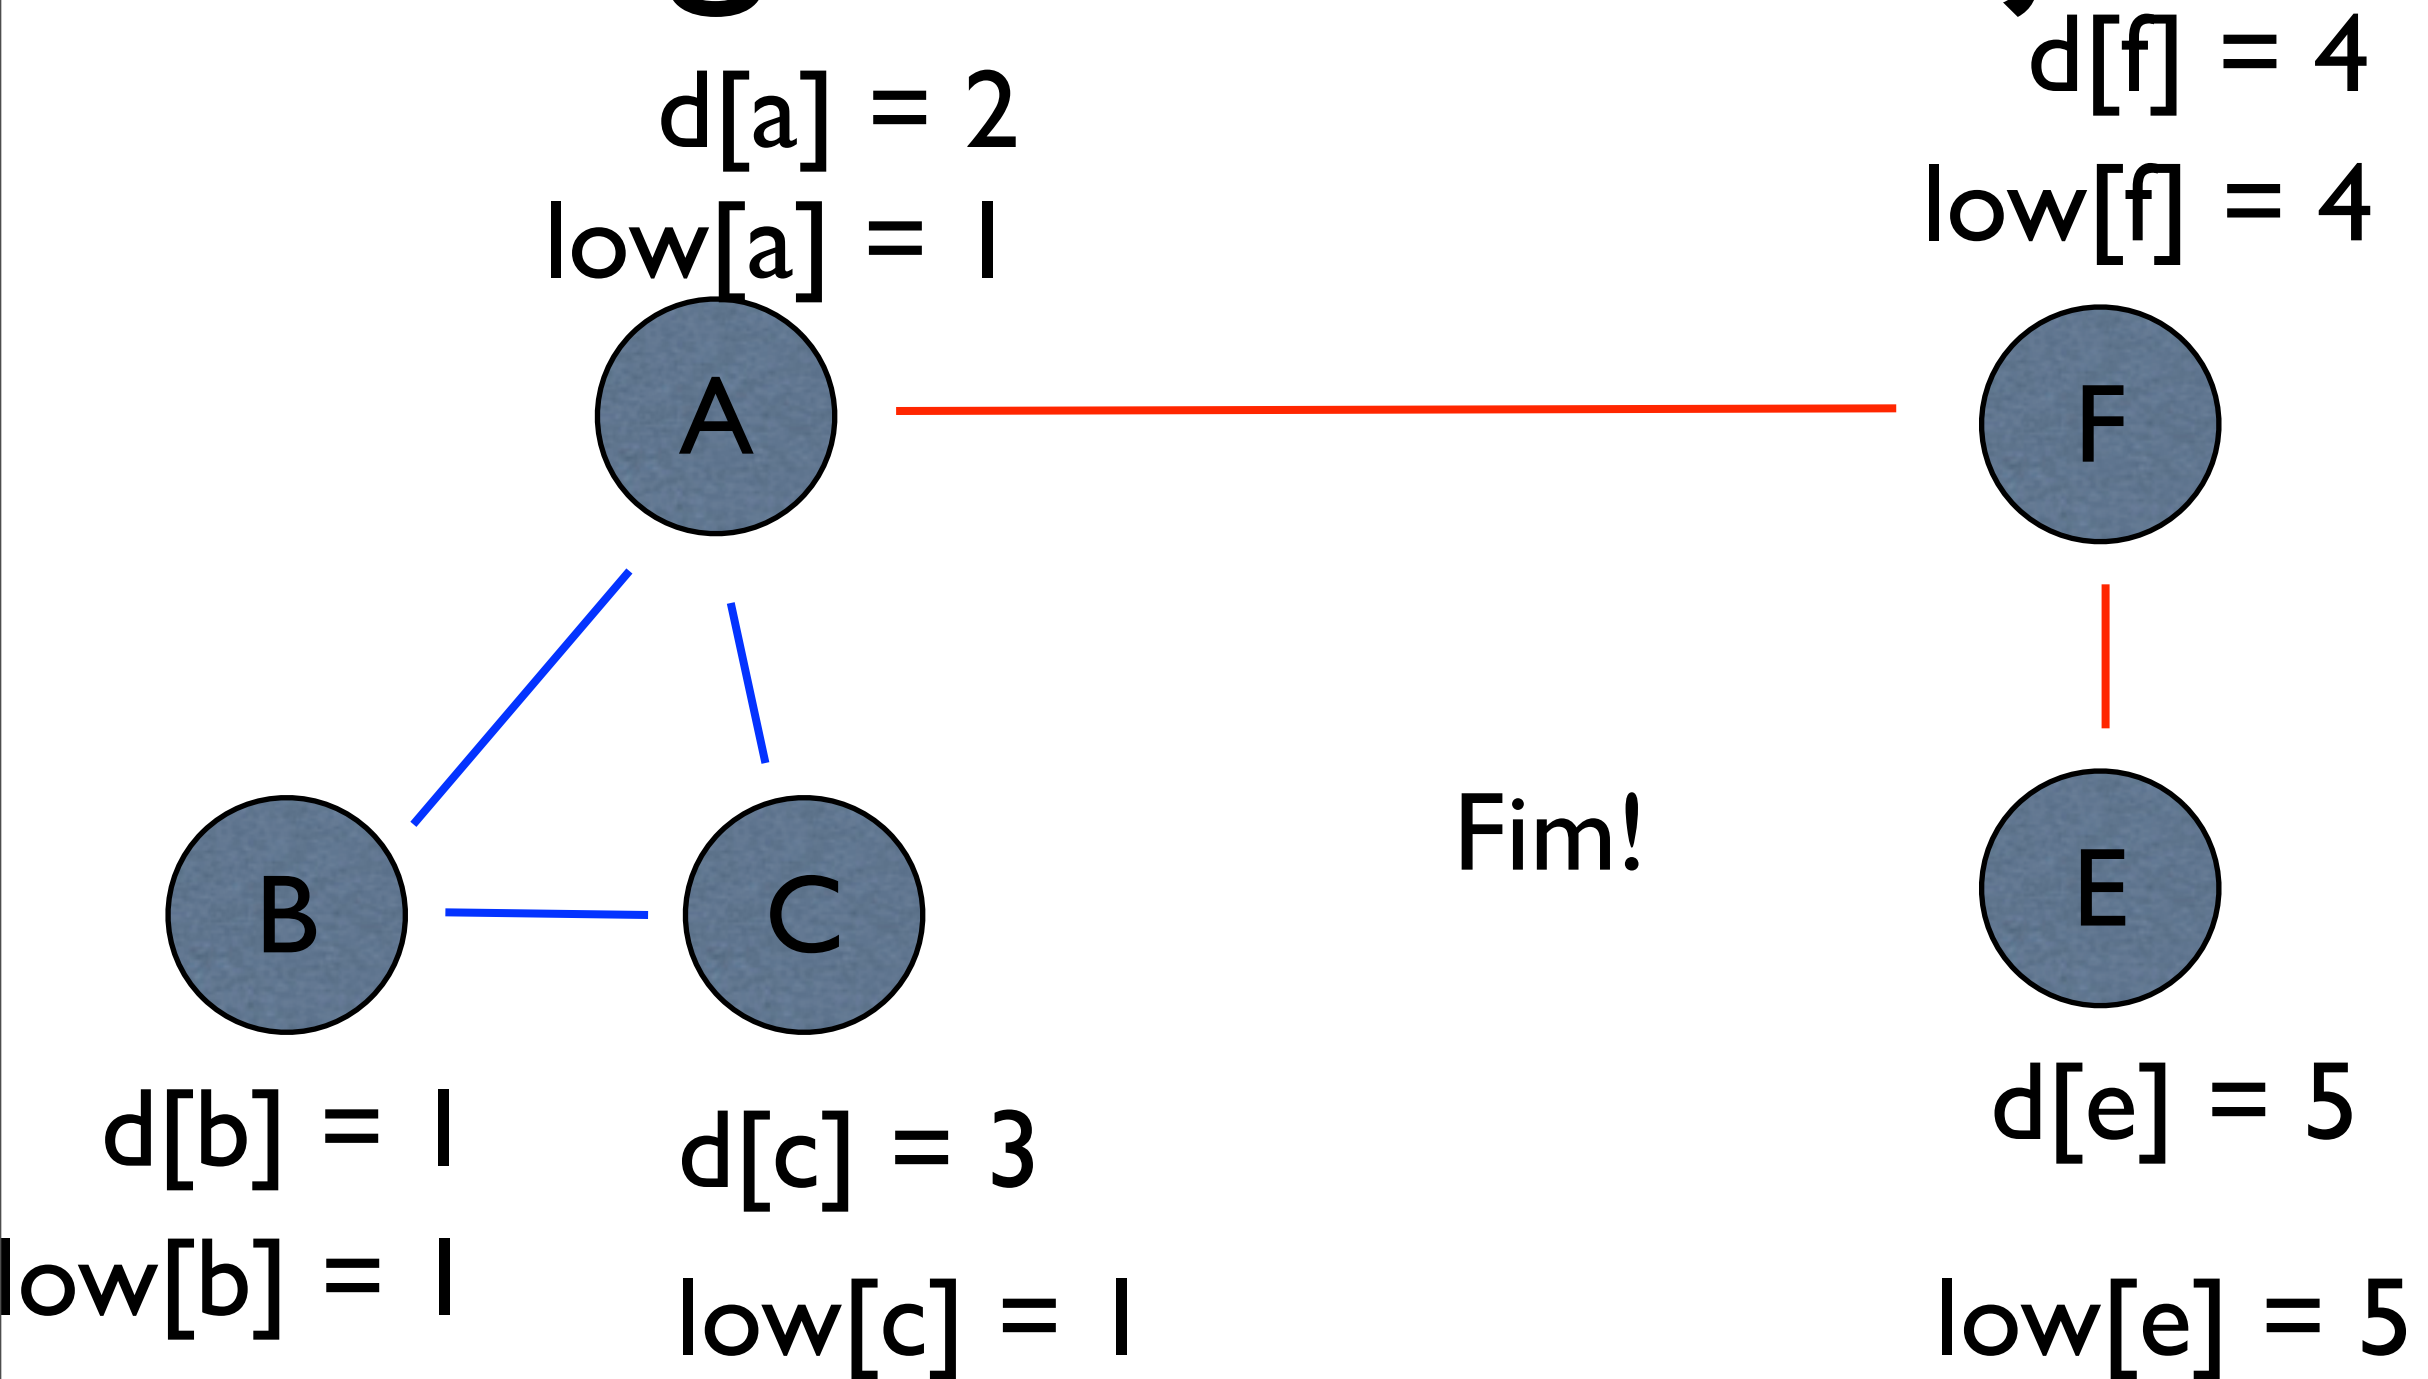 d[a] = 2
low[a] = 1
d[f] = 4
low[f] = 4
A
F
B
C
Fim!
E
d[b] = 1
low[b] = 1
d[c] = 3
low[c] = 1
d[e] = 5
low[e] = 5